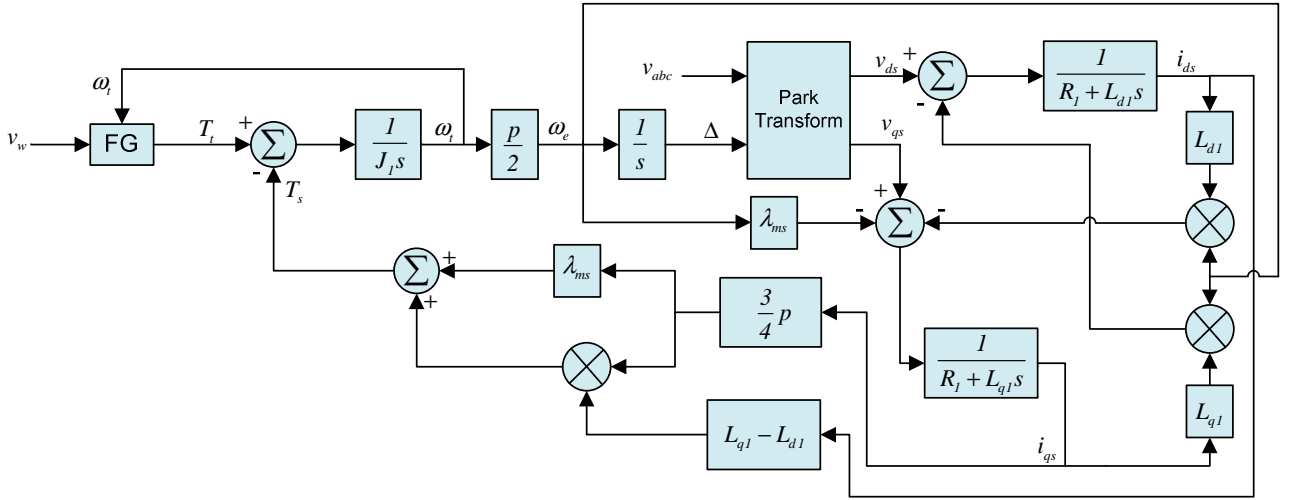 v_w
ω_t
FG
T_t
+
-
Σ
T_s
1
J_1 s
ω_t
p
2
ω_e
1
s
Δ
v_abc
Park
Transform
v_ds
v_qs
+
-
Σ
1
R_1 + L_d1 s
i_ds
L_d1
λ_ms
-
+
-
Σ
Σ
+
+
λ_ms
3
4
p
1
R_1 + L_q1 s
L_q1
L_q1 – L_d1
i_qs